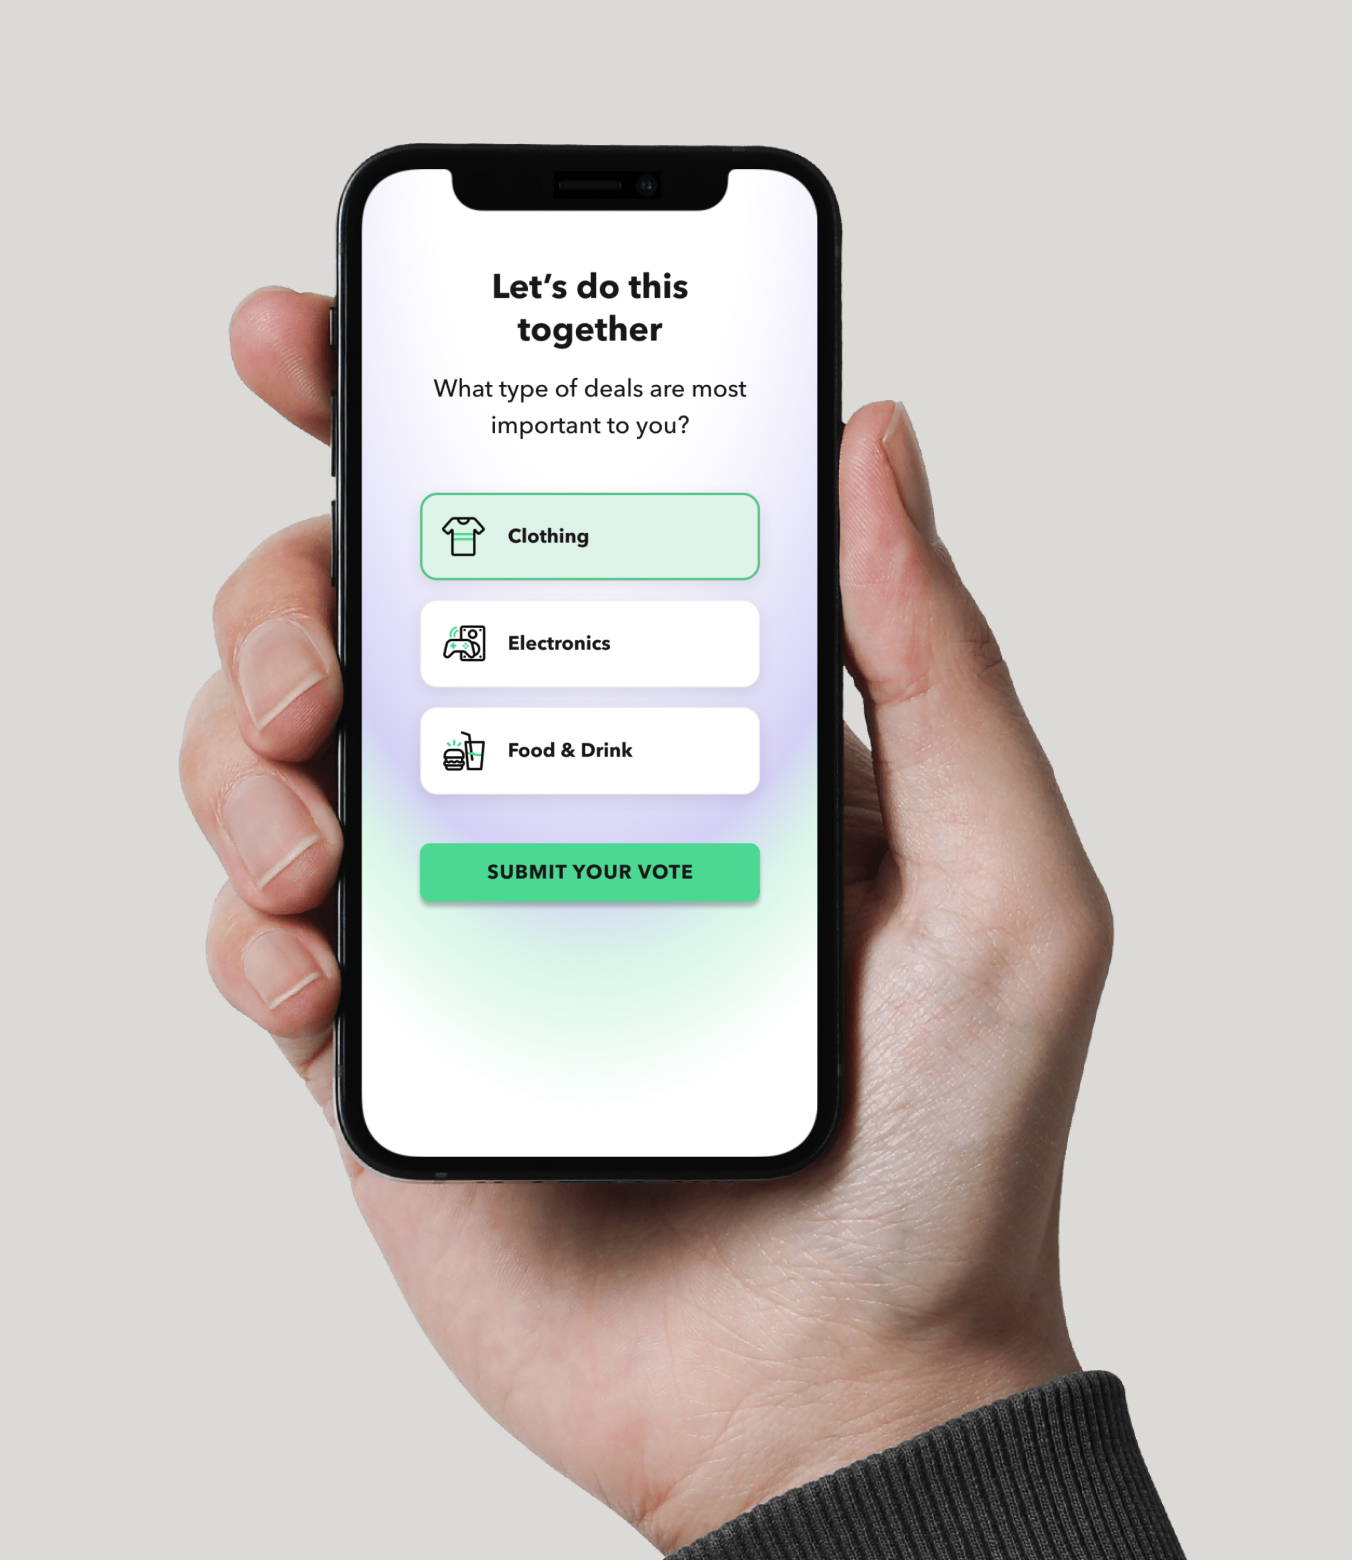 Let’s do this
together
What type of deals are most
important to you?
Clothing
Electronics
Food & Drink
SUBMIT YOUR VOTE